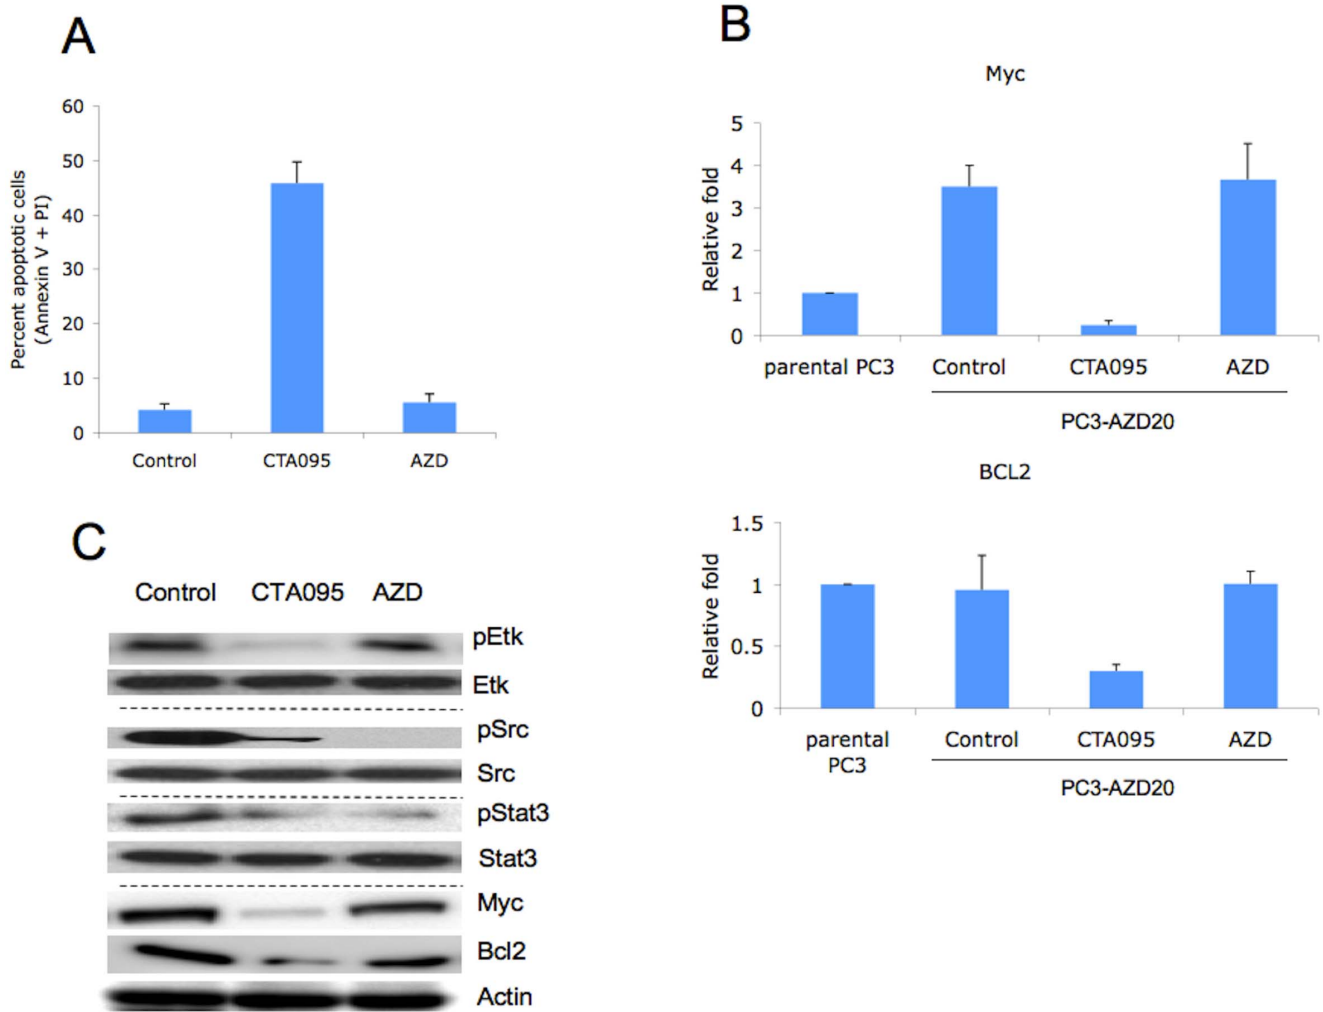 A
60
50
40
30
20
10
0
Percent apoptotic cells
(Annexin V + PI)
Control CTA095 AZD
B
Myc
5
4
3
2
1
0
Relative fold
parental PC3 Control CTA095 AZD
PC3-AZD20
BCL2
1.5
1
0.5
0
Relative fold
parental Control CTA095 AZD
PC3
PC3-AZD20
C
Control CTA095 AZD
pEtk
Etk
pSrc
Src
pStat3
Stat3
Myc
Bcl2
Actin